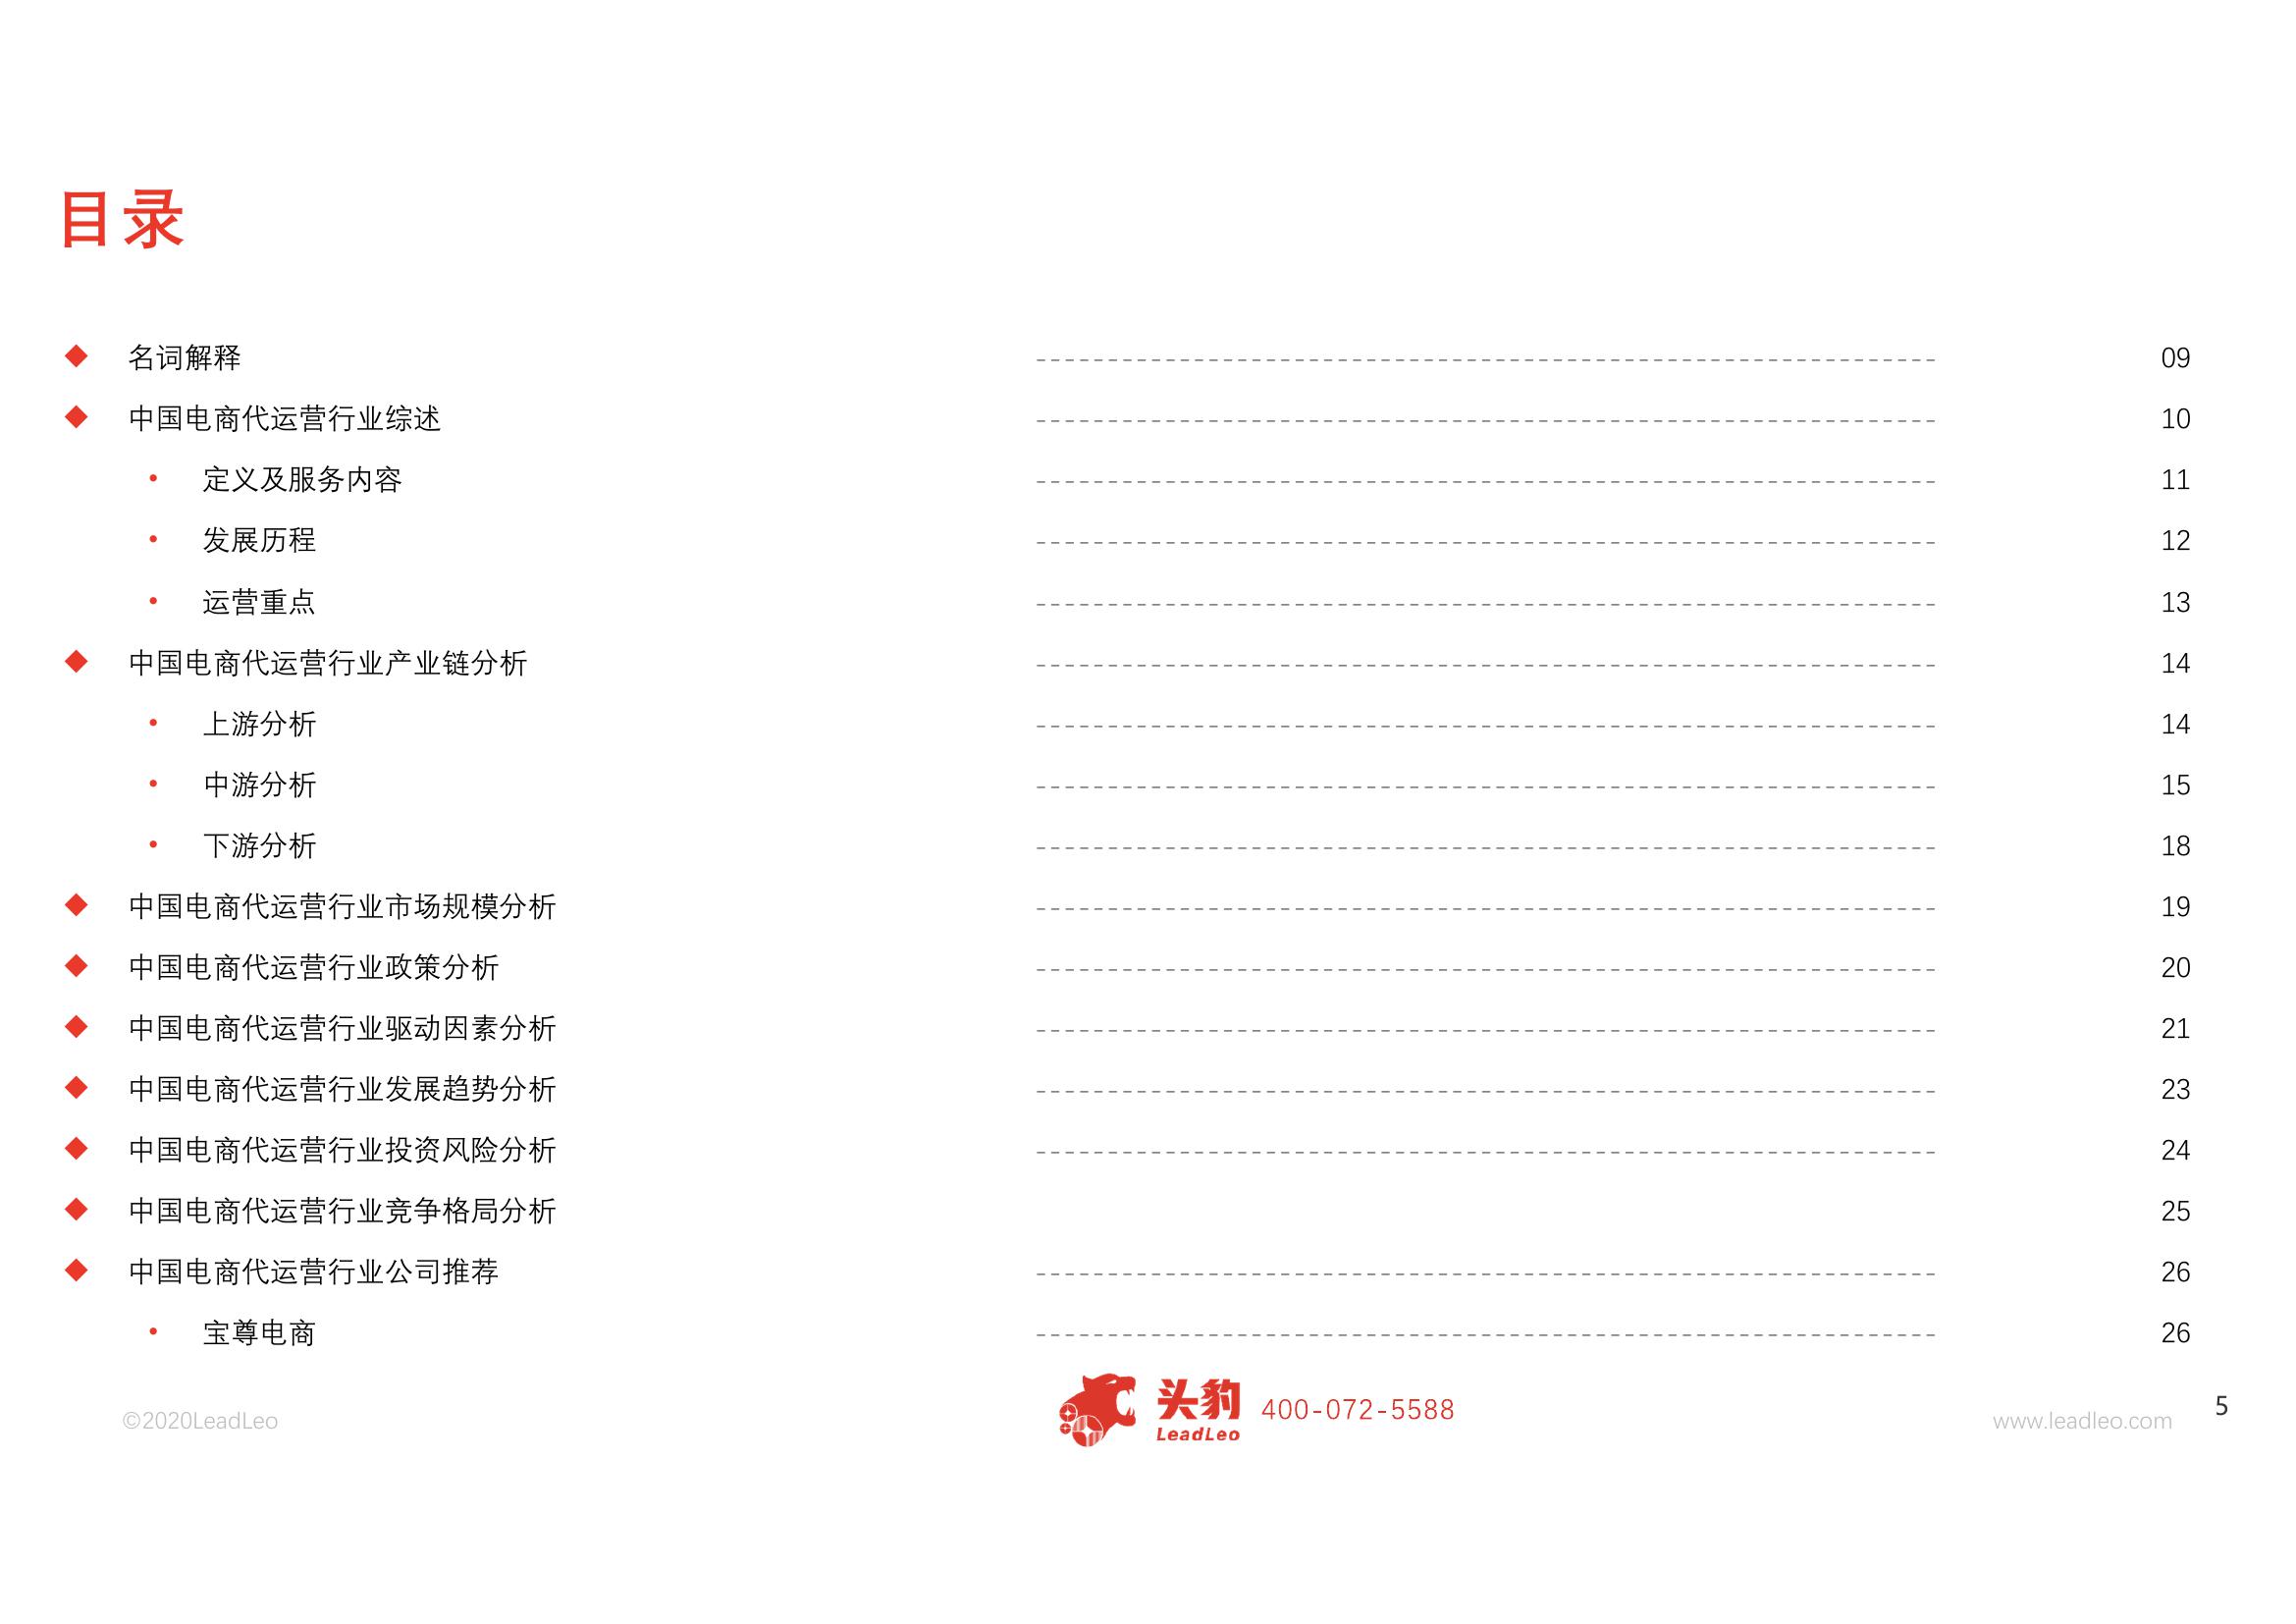 目录
◆ 名词解释 -------------------- 09
◆ 中国电商代运营行业综述 -------------------- 10
• 定义及服务内容 -------------------- 11
• 发展历程 -------------------- 12
• 运营重点 -------------------- 13
◆ 中国电商代运营行业产业链分析 -------------------- 14
• 上游分析 -------------------- 14
• 中游分析 -------------------- 15
• 下游分析 -------------------- 18
◆ 中国电商代运营行业市场规模分析 -------------------- 19
◆ 中国电商代运营行业政策分析 -------------------- 20
◆ 中国电商代运营行业驱动因素分析 -------------------- 21
◆ 中国电商代运营行业发展趋势分析 -------------------- 23
◆ 中国电商代运营行业投资风险分析 -------------------- 24
◆ 中国电商代运营行业竞争格局分析 25
◆ 中国电商代运营行业公司推荐 -------------------- 26
• 宝尊电商 -------------------- 26
©2020LeadLeo
头豹
LeadLeo
400-072-5588
www.leadleo.com
5